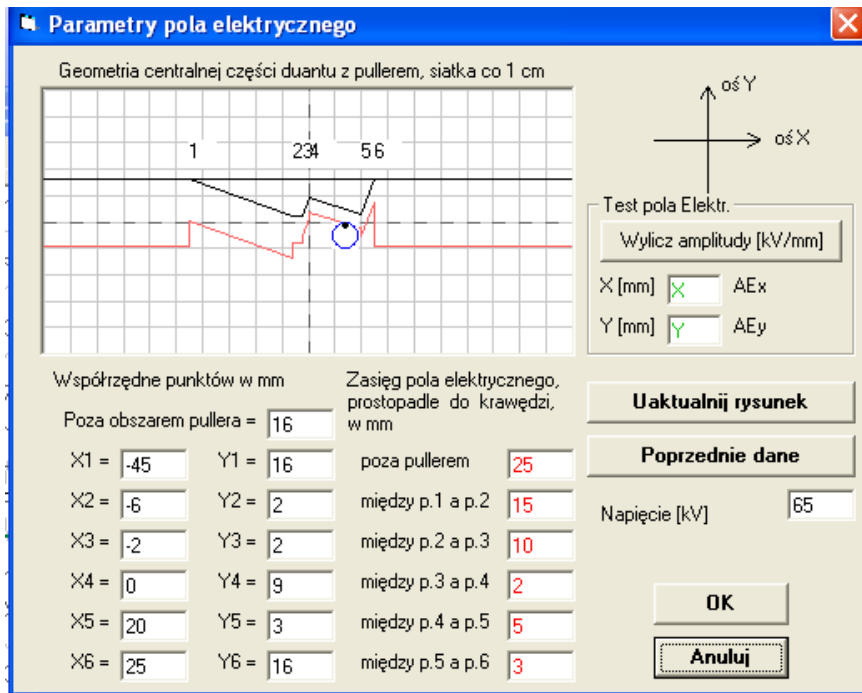 Parametry pola elektrycznego
Geometria centralnej części duantu z pullerem, siatka co 1 cm
1 234 56
oś Y
oś X
Test pola Elektr.
Wylicz amplitudy [kV/mm]
X [mm] X AEx
Y [mm] Y AEy
Współrzędne punktów w mm
Poza obszarem pullera = 16
X1 = -45 Y1 = 16
X2 = -6 Y2 = 2
X3 = -2 Y3 = 2
X4 = 0 Y4 = 9
X5 = 20 Y5 = 3
X6 = 25 Y6 = 16
Zasięg pola elektrycznego,
prostopadle do krawędzi,
w mm
poza pullerem 25
między p.1 a p.2 15
między p.2 a p.3 10
między p.3 a p.4 2
między p.4 a p.5 5
między p.5 a p.6 3
Uaktualnij rysunek
Poprzednie dane
Napięcie [kV] 65
OK
Anuluj